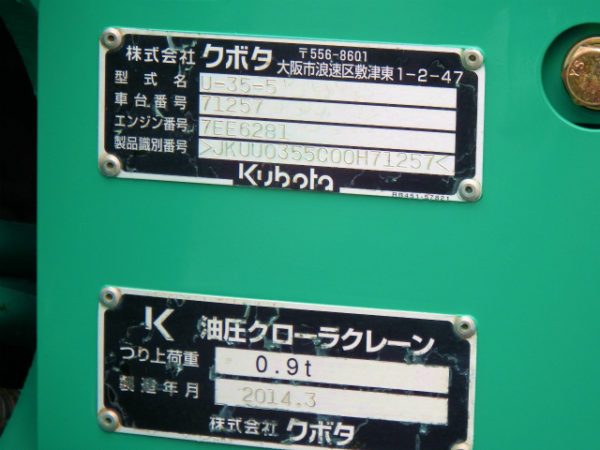 株式会社 クボタ 〒556-8601
大阪市浪速区敷津東1-2-47
型式名 U-35-5
車台番号 71257
エンジン番号 7EE6281
製品識別番号 >JKUU0355C00H71257<
Kubota
RB451-57821
K 油圧クローラクレーン
つり上荷重 0.9t
製造年月 2014.3
株式会社 クボタ